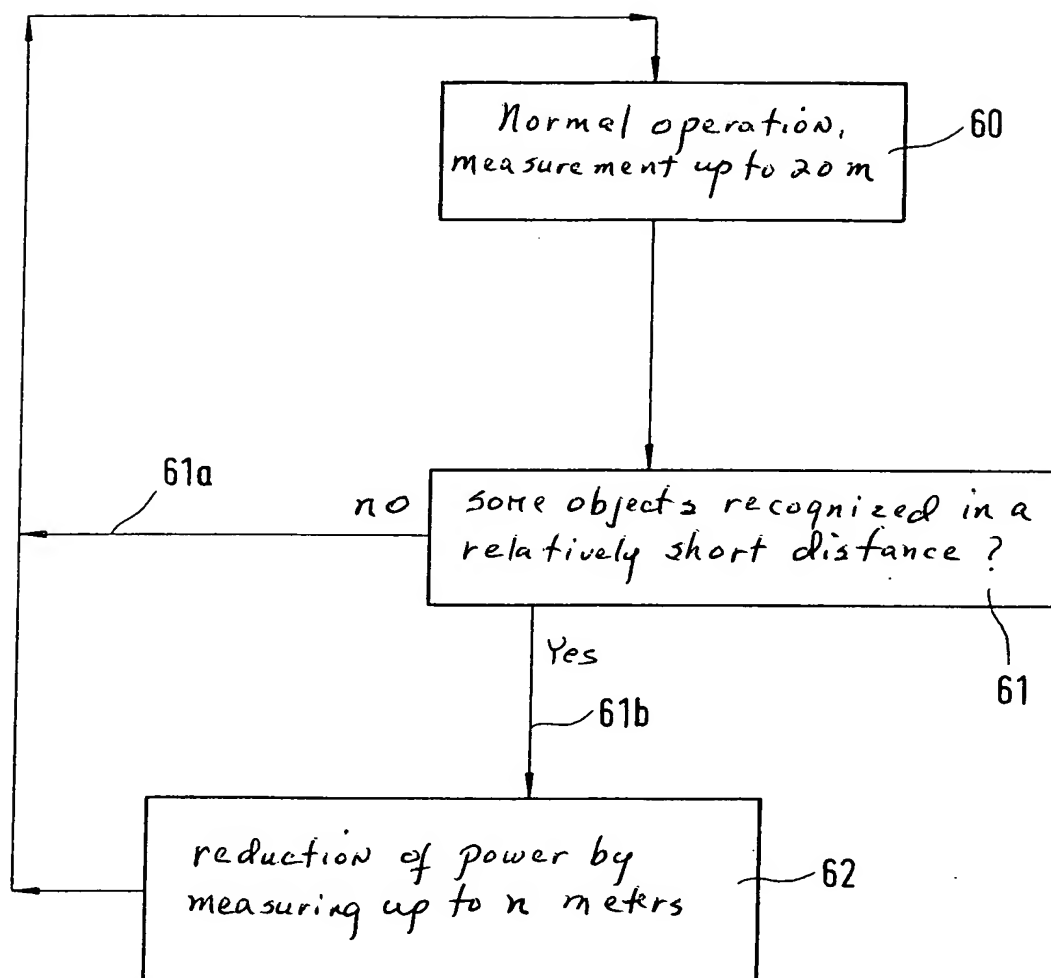 Normal operation,
measurement up to 20 m
60
61a
no
some objects recognized in a
relatively short distance ?
Yes
61
61b
reduction of power by
measuring up to n meters
62